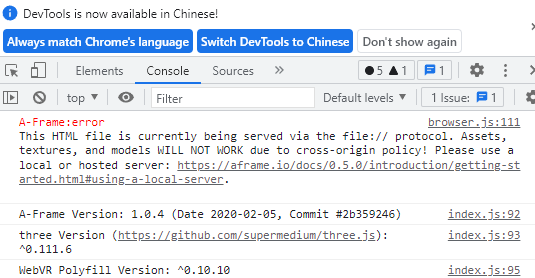 DevTools is now available in Chinese!
Always match Chrome's language Switch DevTools to Chinese Don't show again
Elements Console Sources » 5 1 1
top Filter Default levels 1 Issue: 1
A-Frame:error browser.js:111
This HTML file is currently being served via the file:// protocol. Assets,
textures, and models WILL NOT WORK due to cross-origin policy! Please use a
local or hosted server: https://aframe.io/docs/0.5.0/introduction/getting-st
arted.html#using-a-local-server.
A-Frame Version: 1.0.4 (Date 2020-02-05, Commit #2b359246) index.js:92
three Version (https://github.com/supermedium/three.js): index.js:93
^0.111.6
WebVR Polyfill Version: ^0.10.10 index.js:95